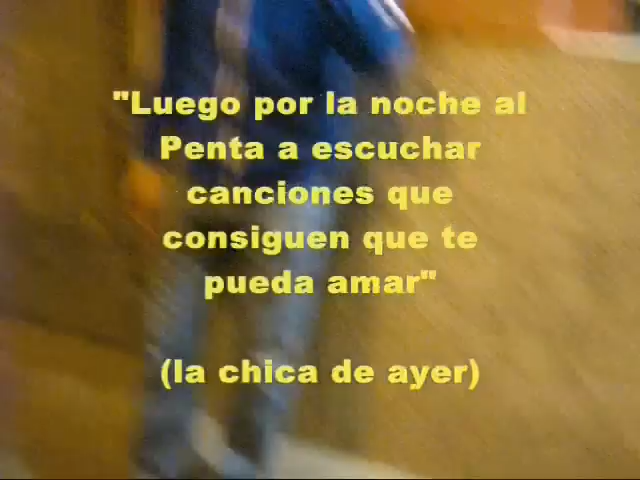 "Luego por la noche al
Penta a escuchar
canciones que
consiguen que te
pueda amar"
(la chica de ayer)